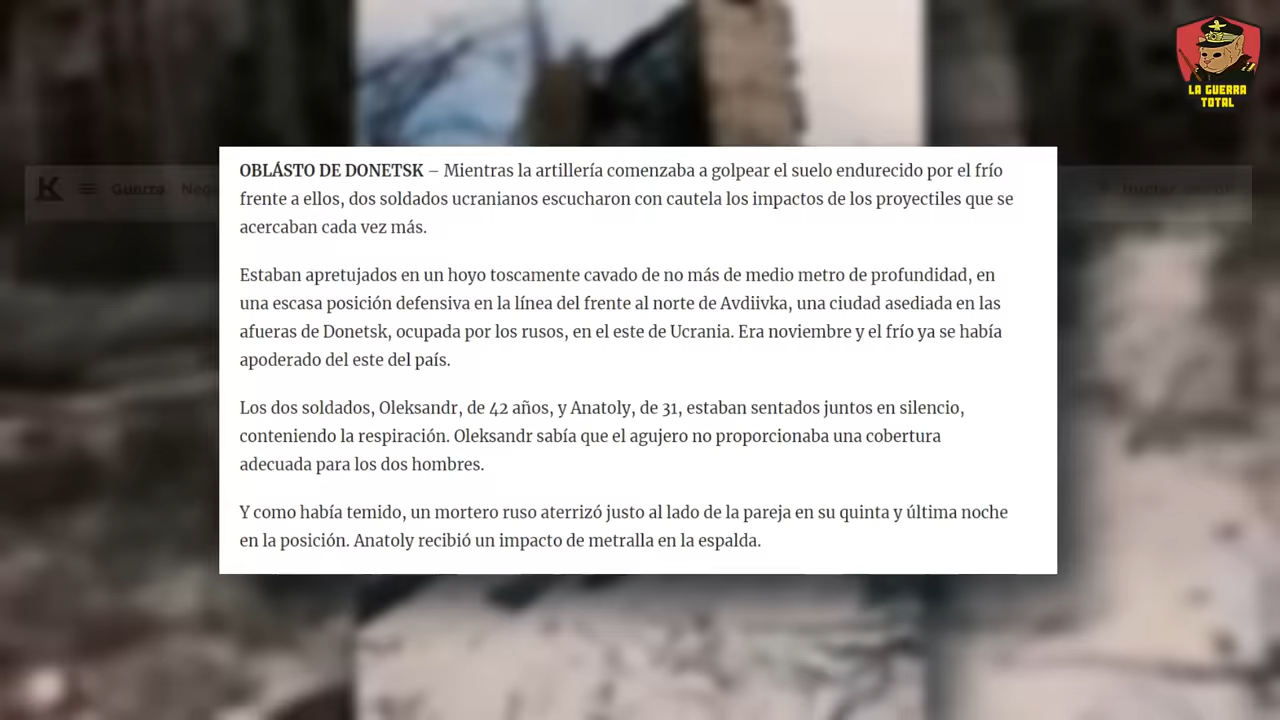 LA GUERRA
TOTAL
K Guerra
OBLÁSTO DE DONETSK – Mientras la artillería comenzaba a golpear el suelo endurecido por el frío
frente a ellos, dos soldados ucranianos escucharon con cautela los impactos de los proyectiles que se
acercaban cada vez más.
Estaban apretujados en un hoyo toscamente cavado de no más de medio metro de profundidad, en
una escasa posición defensiva en la línea del frente al norte de Avdiivka, una ciudad asediada en las
afueras de Donetsk, ocupada por los rusos, en el este de Ucrania. Era noviembre y el frío ya se había
apoderado del este del país.
Los dos soldados, Oleksandr, de 42 años, y Anatoly, de 31, estaban sentados juntos en silencio,
conteniendo la respiración. Oleksandr sabía que el agujero no proporcionaba una cobertura
adecuada para los dos hombres.
Y como había temido, un mortero ruso aterrizó justo al lado de la pareja en su quinta y última noche
en la posición. Anatoly recibió un impacto de metralla en la espalda.